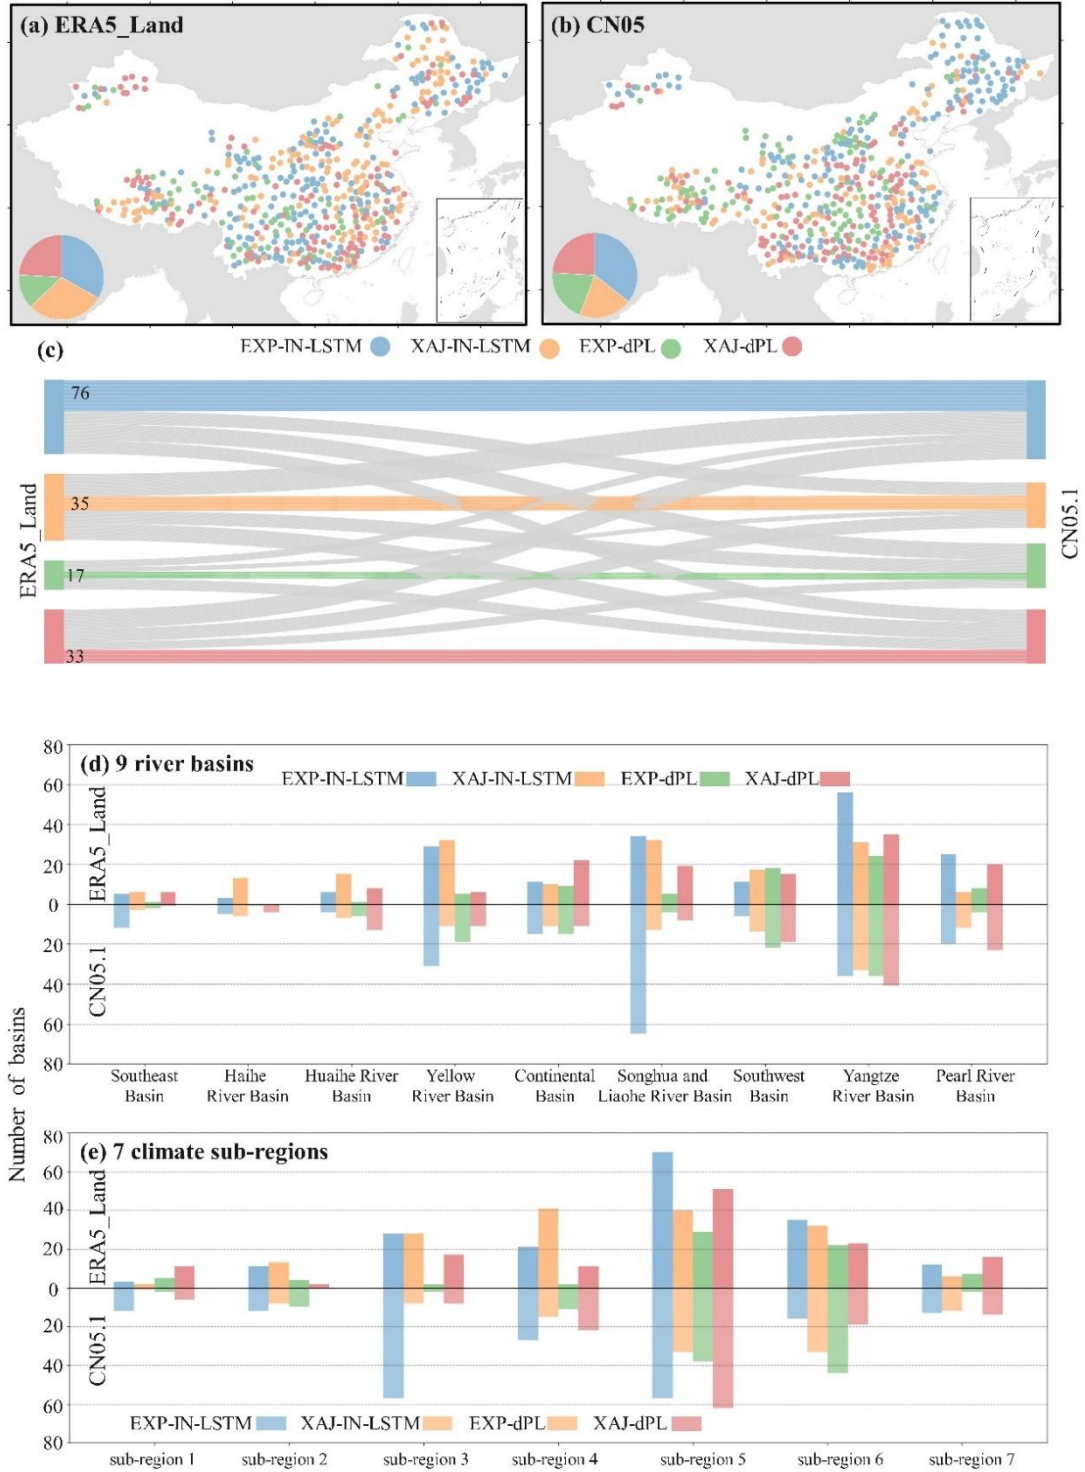 (a) ERA5_Land
(b) CN05
(c)
EXP-IN-LSTM XAJ-IN-LSTM EXP-dPL XAJ-dPL
ERA5_Land
76
35
17
33
CN05.1
Number of basins
(d) 9 river basins
EXP-IN-LSTM XAJ-IN-LSTM EXP-dPL XAJ-dPL
ERA5_Land
CN05.1
80
60
40
20
0
20
40
60
80
Southeast Basin
Haihe River Basin
Huaihe River Basin
Yellow River Basin
Continental Basin
Songhua and Liaohe River Basin
Southwest Basin
Yangtze River Basin
Pearl River Basin
(e) 7 climate sub-regions
ERA5_Land
CN05.1
80
60
40
20
0
20
40
60
80
EXP-IN-LSTM XAJ-IN-LSTM EXP-dPL XAJ-dPL
sub-region 1 sub-region 2 sub-region 3 sub-region 4 sub-region 5 sub-region 6 sub-region 7